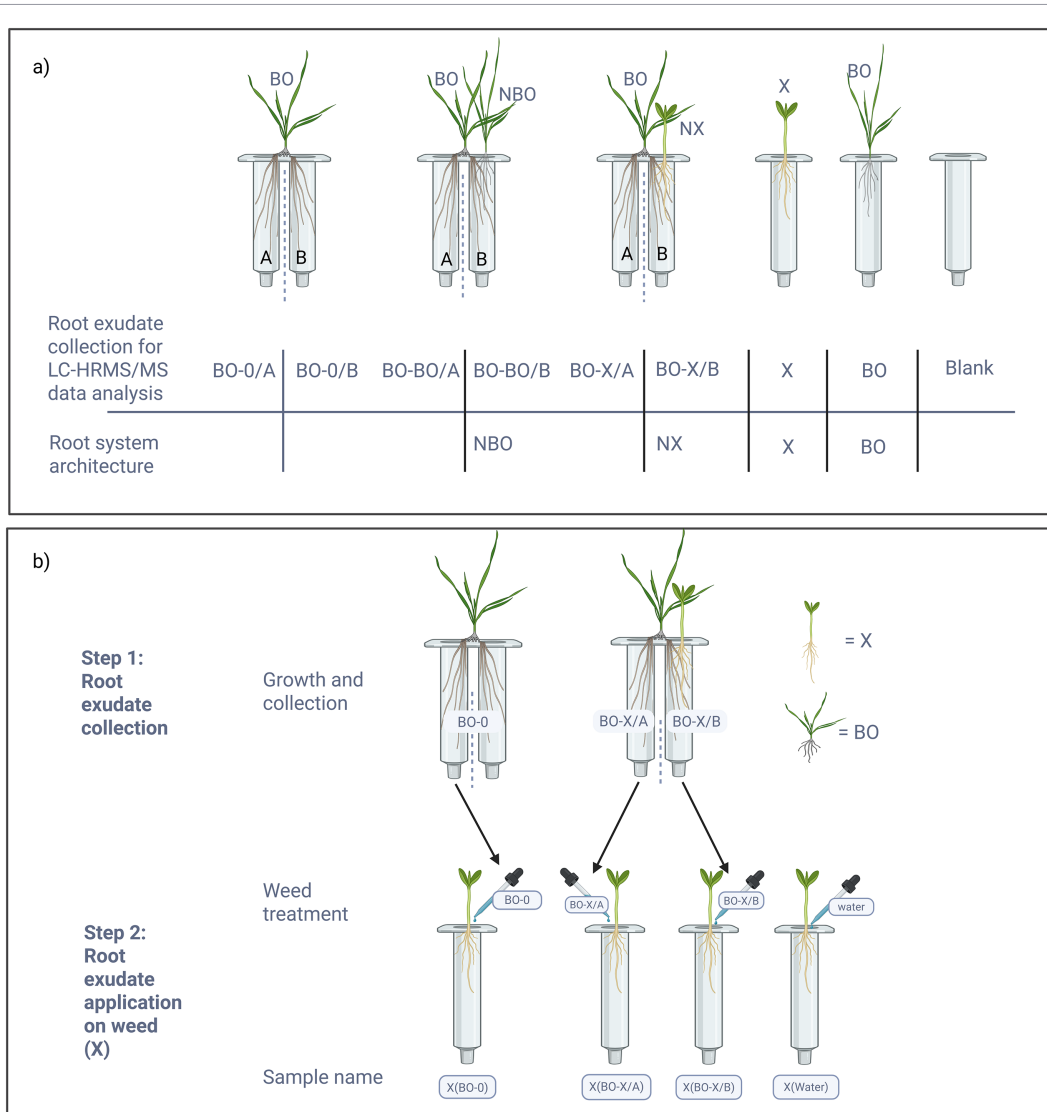 a)
BO
BO
NBO
BO
NX
X
BO
A
B
A
B
A
B
Root exudate
collection for
LC-HRMS/MS
data analysis
BO-0/A
BO-0/B
BO-BO/A
BO-BO/B
BO-X/A
BO-X/B
X
BO
Blank
Root system
architecture
NBO
NX
X
BO
b)
Step 1:
Root
exudate
collection
Growth and
collection
BO-0
BO-X/A
BO-X/B
= X
= BO
Weed
treatment
BO-0
BO-X/A
BO-X/B
water
Step 2:
Root
exudate
application
on weed
(X)
Sample name
X(BO-0)
X(BO-X/A)
X(BO-X/B)
X(Water)